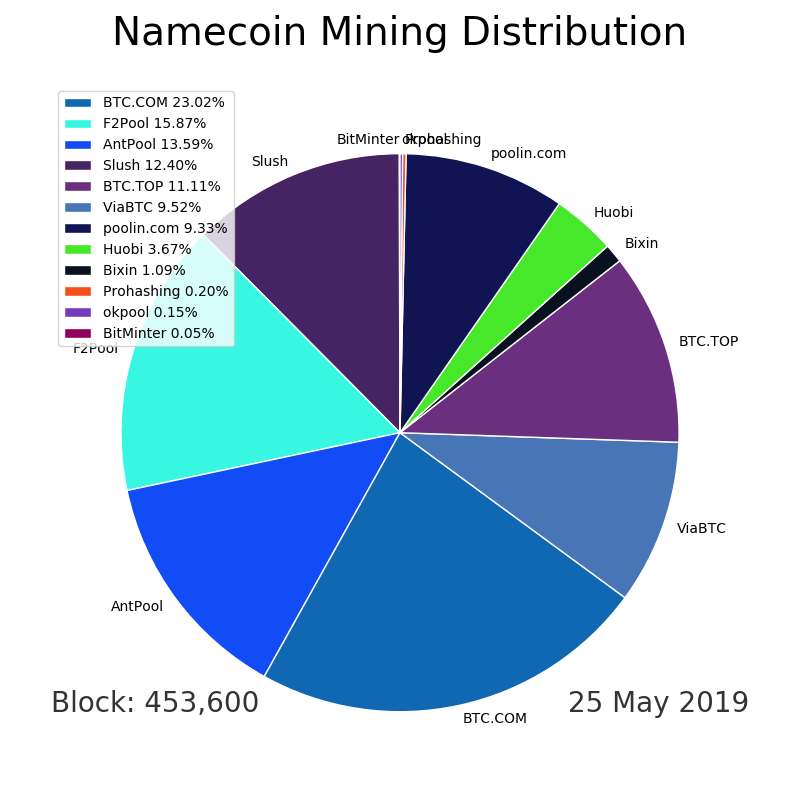 Namecoin Mining Distribution
BTC.COM 23.02%
F2Pool 15.87%
AntPool 13.59%
Slush 12.40%
BTC.TOP 11.11%
ViaBTC 9.52%
poolin.com 9.33%
Huobi 3.67%
Bixin 1.09%
Prohashing 0.20%
okpool 0.15%
BitMinter 0.05%
BitMinter
okpool
Prohashing
Slush
poolin.com
Huobi
Bixin
BTC.TOP
F2Pool
ViaBTC
AntPool
BTC.COM
Block: 453,600
25 May 2019